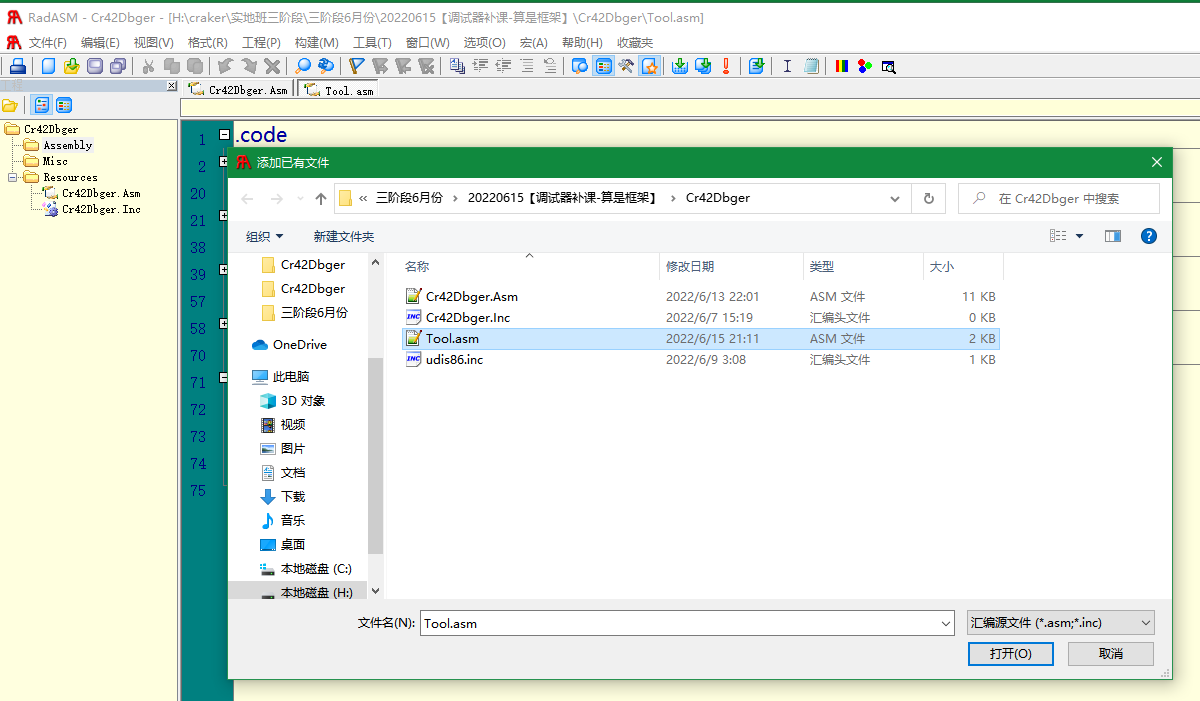 RadASM - Cr42Dbger - [H:\craker\实地班三阶段\三阶段6月份\20220615【调试器补课-算是框架】\Cr42Dbger\Tool.asm]
文件(F) 编辑(E) 视图(V) 格式(R) 工程(P) 构建(M) 工具(T) 窗口(W) 选项(O) 宏(A) 帮助(H) 收藏夹
Cr42Dbger.Asm Tool.asm
Cr42Dbger
Assembly
Misc
Resources
Cr42Dbger.Asm
Cr42Dbger.Inc
1 .code
2
20
21
38
39
57
58
70
71
72
73
74
75
添加已有文件
« 三阶段6月份 › 20220615【调试器补课-算是框架】 › Cr42Dbger
在 Cr42Dbger 中搜索
组织 新建文件夹
Cr42Dbger
Cr42Dbger
三阶段6月份
OneDrive
此电脑
3D 对象
视频
图片
文档
下载
音乐
桌面
本地磁盘 (C:)
本地磁盘 (H:)
名称 修改日期 类型 大小
Cr42Dbger.Asm 2022/6/13 22:01 ASM 文件 11 KB
INC Cr42Dbger.Inc 2022/6/7 15:19 汇编头文件 0 KB
Tool.asm 2022/6/15 21:11 ASM 文件 2 KB
INC udis86.inc 2022/6/9 3:08 汇编头文件 1 KB
文件名(N): Tool.asm 汇编源文件 (*.asm;*.inc)
打开(O) 取消